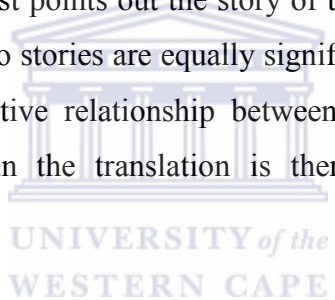 st points out the story of t
o stories are equally signif
tive relationship between
in the translation is ther
UNIVERSITY of the
WESTERN CAPE